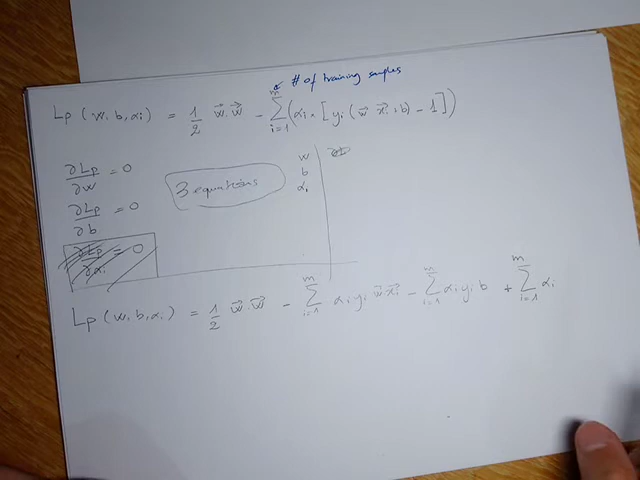 # of training samples
Lp (w, b, αi) = 1/2 w⃗.w⃗ - Σ_{i=1}^{m} (αi * [yi (w⃗ x⃗i + b) - 1])
∂Lp/∂w = 0
∂Lp/∂b = 0
∂Lp/∂αi = 0
3 equations
w
b
αi
Lp (w, b, αi) = 1/2 w⃗.w⃗ - Σ_{i=1}^{m} αi yi w⃗ x⃗i - Σ_{i=1}^{m} αi yi b + Σ_{i=1}^{m} αi